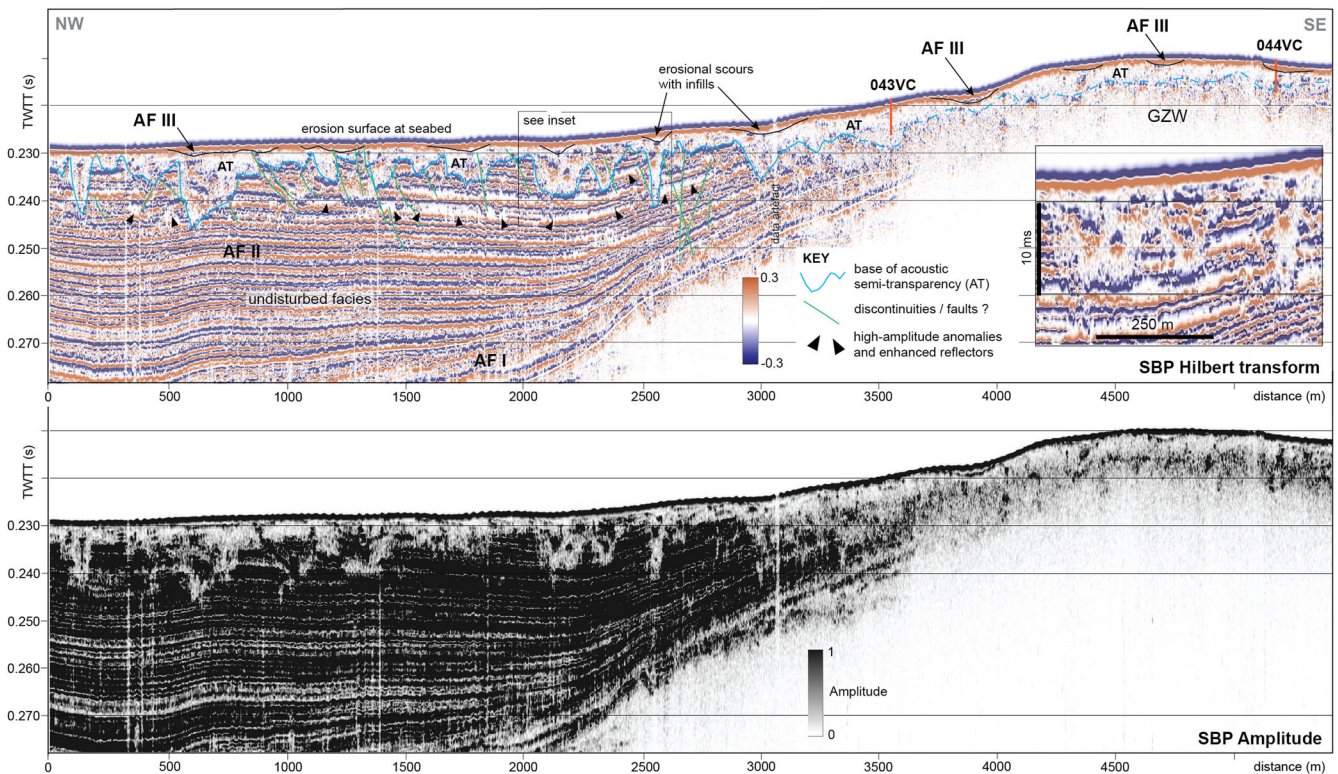 NW
SE
AF III
AF III
044VC
043VC
erosional scours
with infills
AF III
erosion surface at seabed
see inset
AT
AT
AT
AT
GZW
TWTT (s)
0.230
0.240
0.250
0.260
0.270
AF II
undisturbed facies
AF I
data artefact
0.3
-0.3
KEY
base of acoustic
semi-transparency (AT)
discontinuities / faults ?
high-amplitude anomalies
and enhanced reflectors
10 ms
250 m
SBP Hilbert transform
0
500
1000
1500
2000
2500
3000
3500
4000
4500
distance (m)
TWTT (s)
0.230
0.240
0.250
0.260
0.270
1
Amplitude
0
SBP Amplitude
0
500
1000
1500
2000
2500
3000
3500
4000
4500
distance (m)